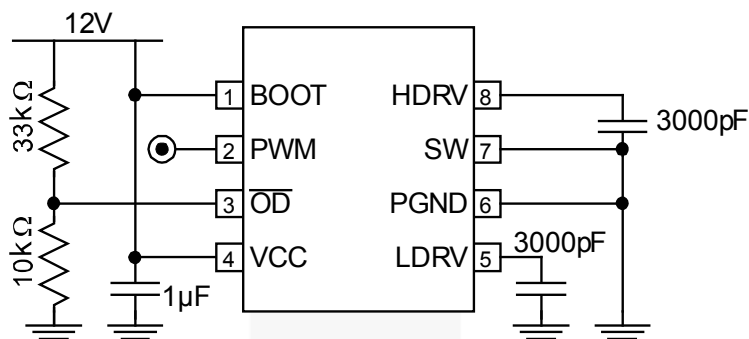 12V
33kΩ
10kΩ
1 BOOT
2 PWM
3 O̅D̅
4 VCC
1µF
HDRV 8
SW 7
PGND 6
LDRV 5
3000pF
3000pF